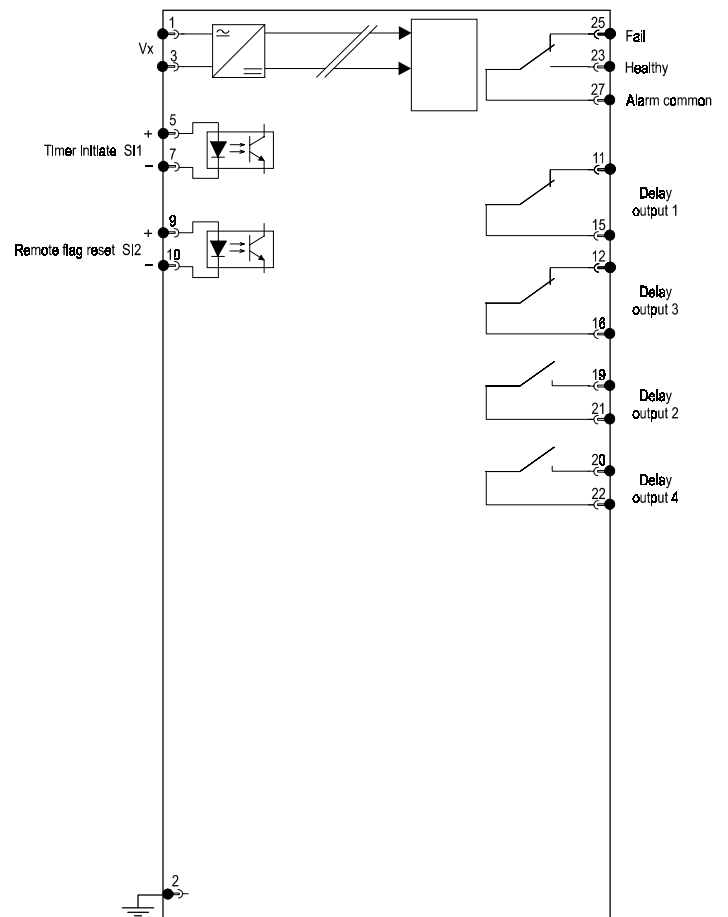 1
Vx
3
5
+
Timer initiate SI1
7
−
9
+
Remote flag reset SI2
10
−
25
Fail
23
Healthy
27
Alarm common
11
Delay
output 1
15
12
Delay
output 3
16
19
Delay
output 2
21
20
Delay
output 4
22
2